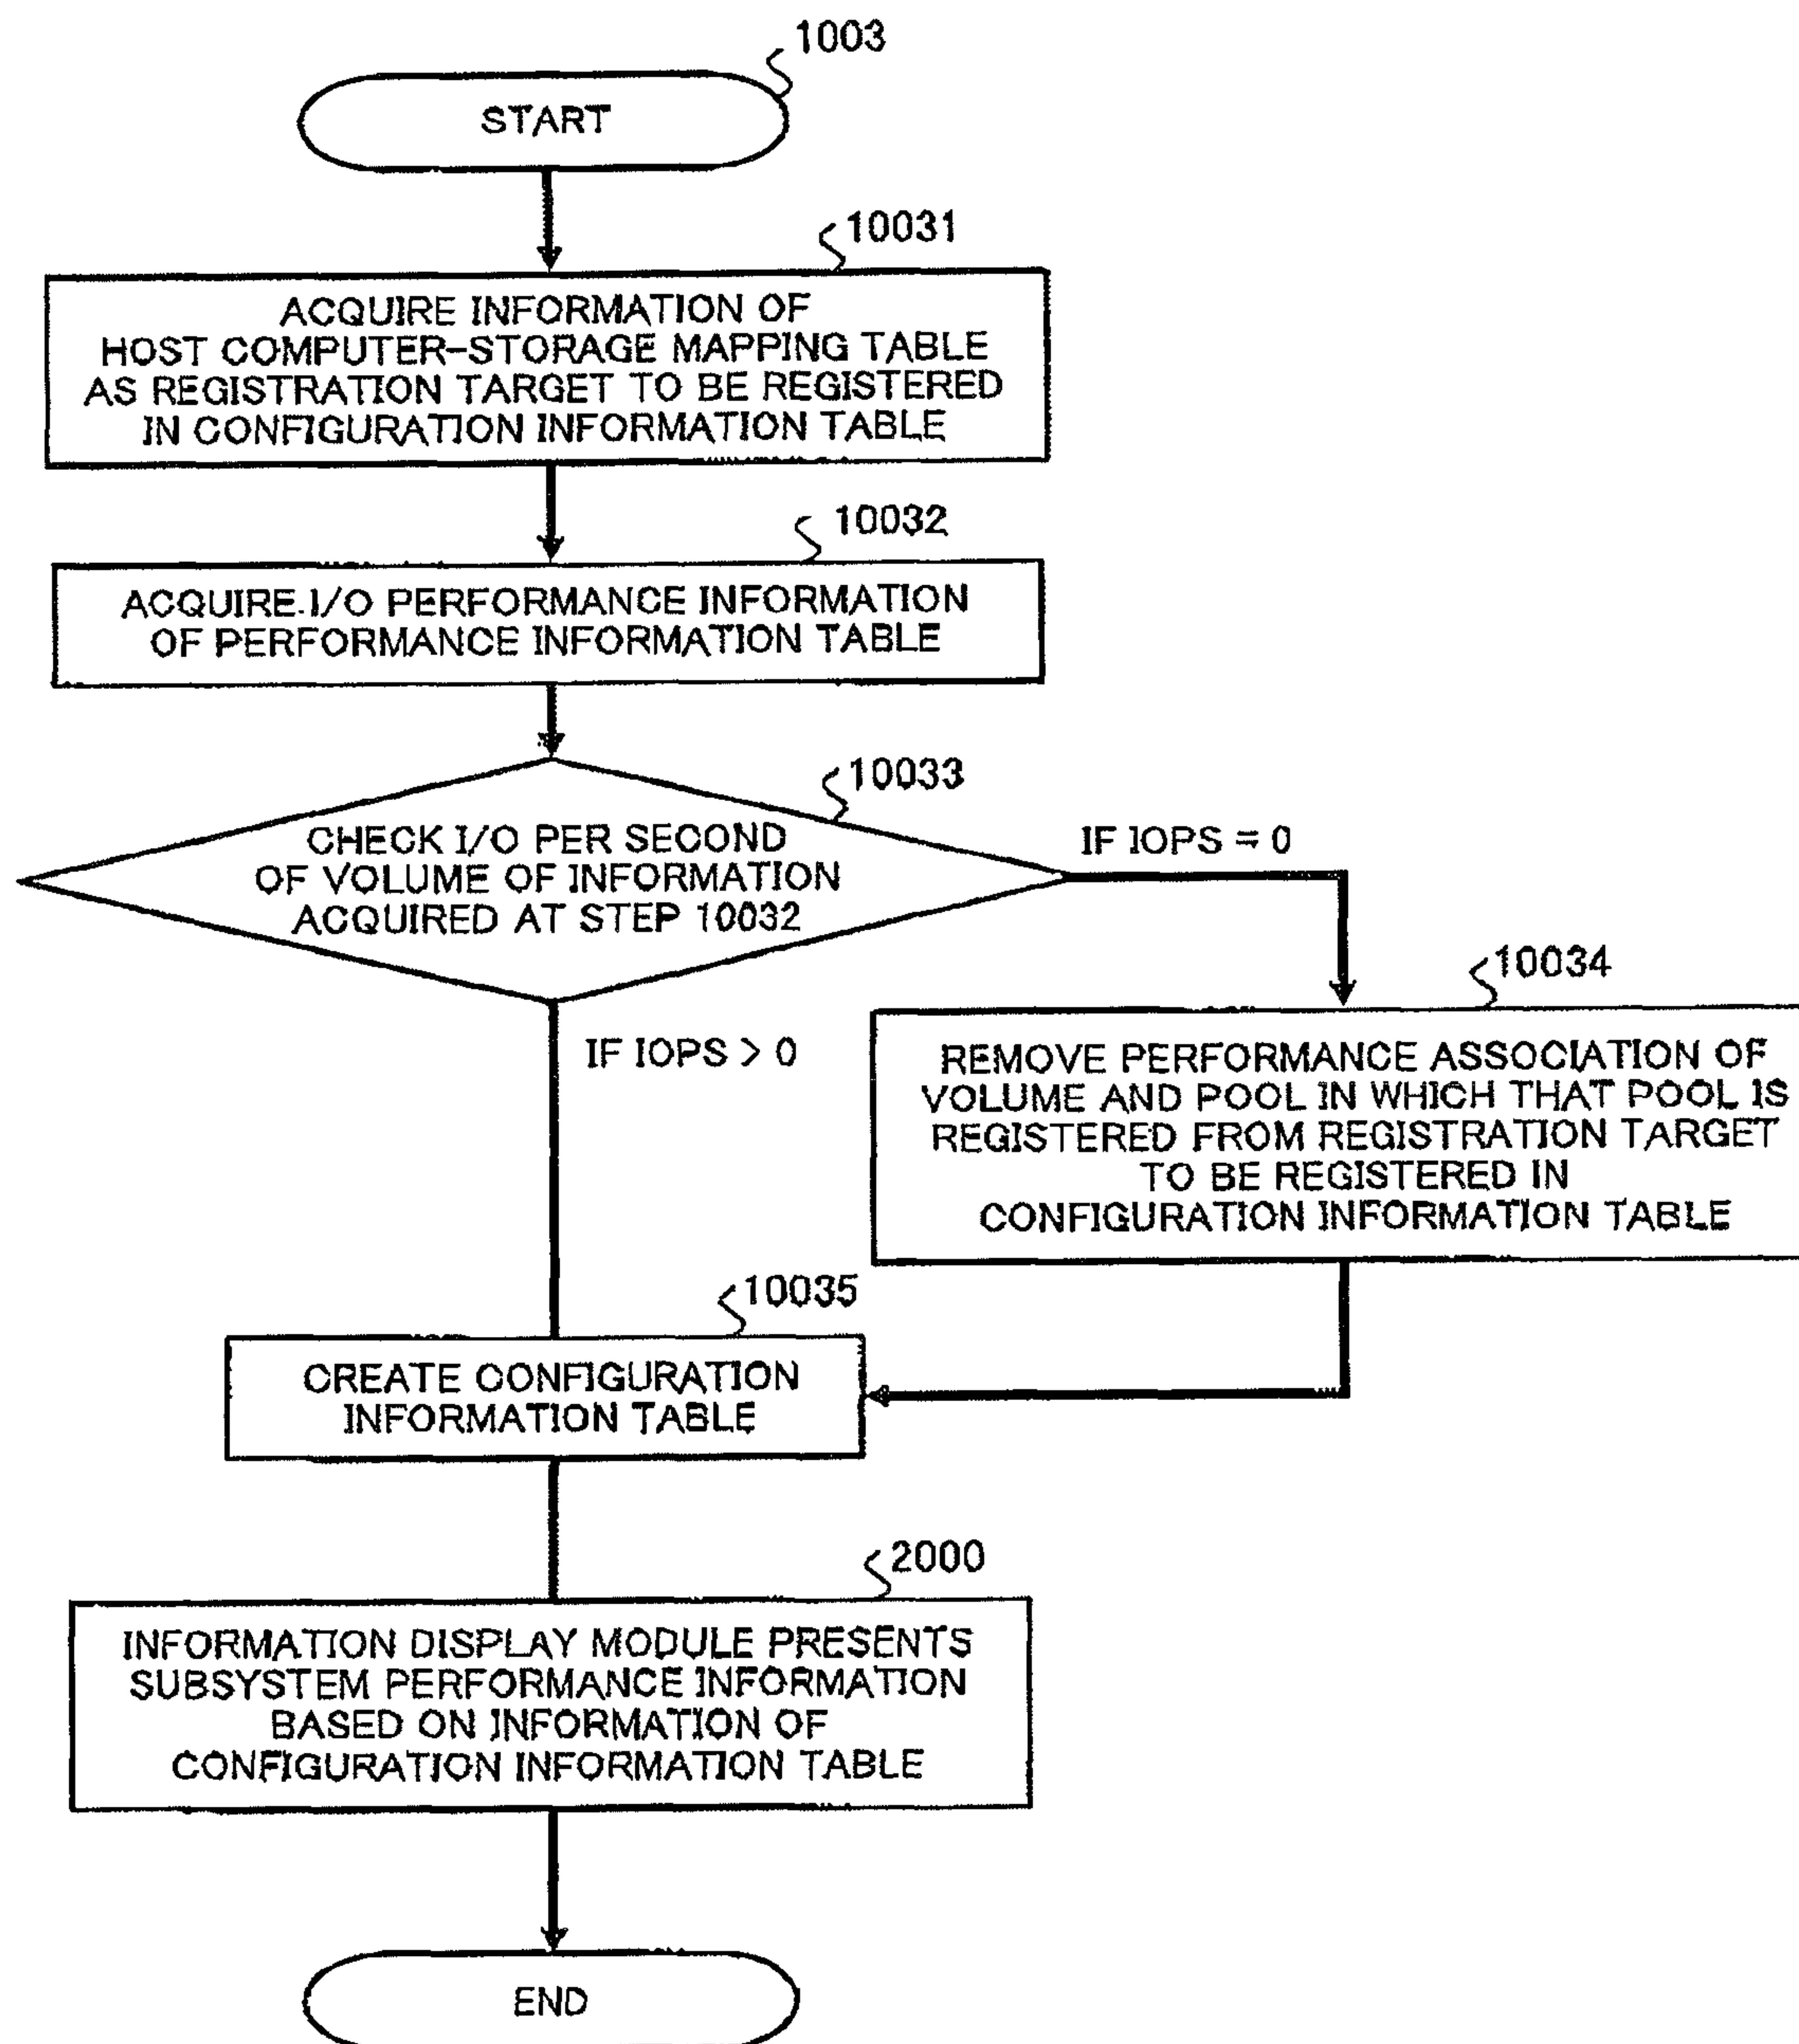 1003
START
10031
ACQUIRE INFORMATION OF
HOST COMPUTER-STORAGE MAPPING TABLE
AS REGISTRATION TARGET TO BE REGISTERED
IN CONFIGURATION INFORMATION TABLE
10032
ACQUIRE I/O PERFORMANCE INFORMATION
OF PERFORMANCE INFORMATION TABLE
10033
CHECK I/O PER SECOND
OF VOLUME OF INFORMATION
ACQUIRED AT STEP 10032
IF IOPS = 0
IF IOPS > 0
10034
REMOVE PERFORMANCE ASSOCIATION OF
VOLUME AND POOL IN WHICH THAT POOL IS
REGISTERED FROM REGISTRATION TARGET
TO BE REGISTERED IN
CONFIGURATION INFORMATION TABLE
10035
CREATE CONFIGURATION
INFORMATION TABLE
2000
INFORMATION DISPLAY MODULE PRESENTS
SUBSYSTEM PERFORMANCE INFORMATION
BASED ON INFORMATION OF
CONFIGURATION INFORMATION TABLE
END